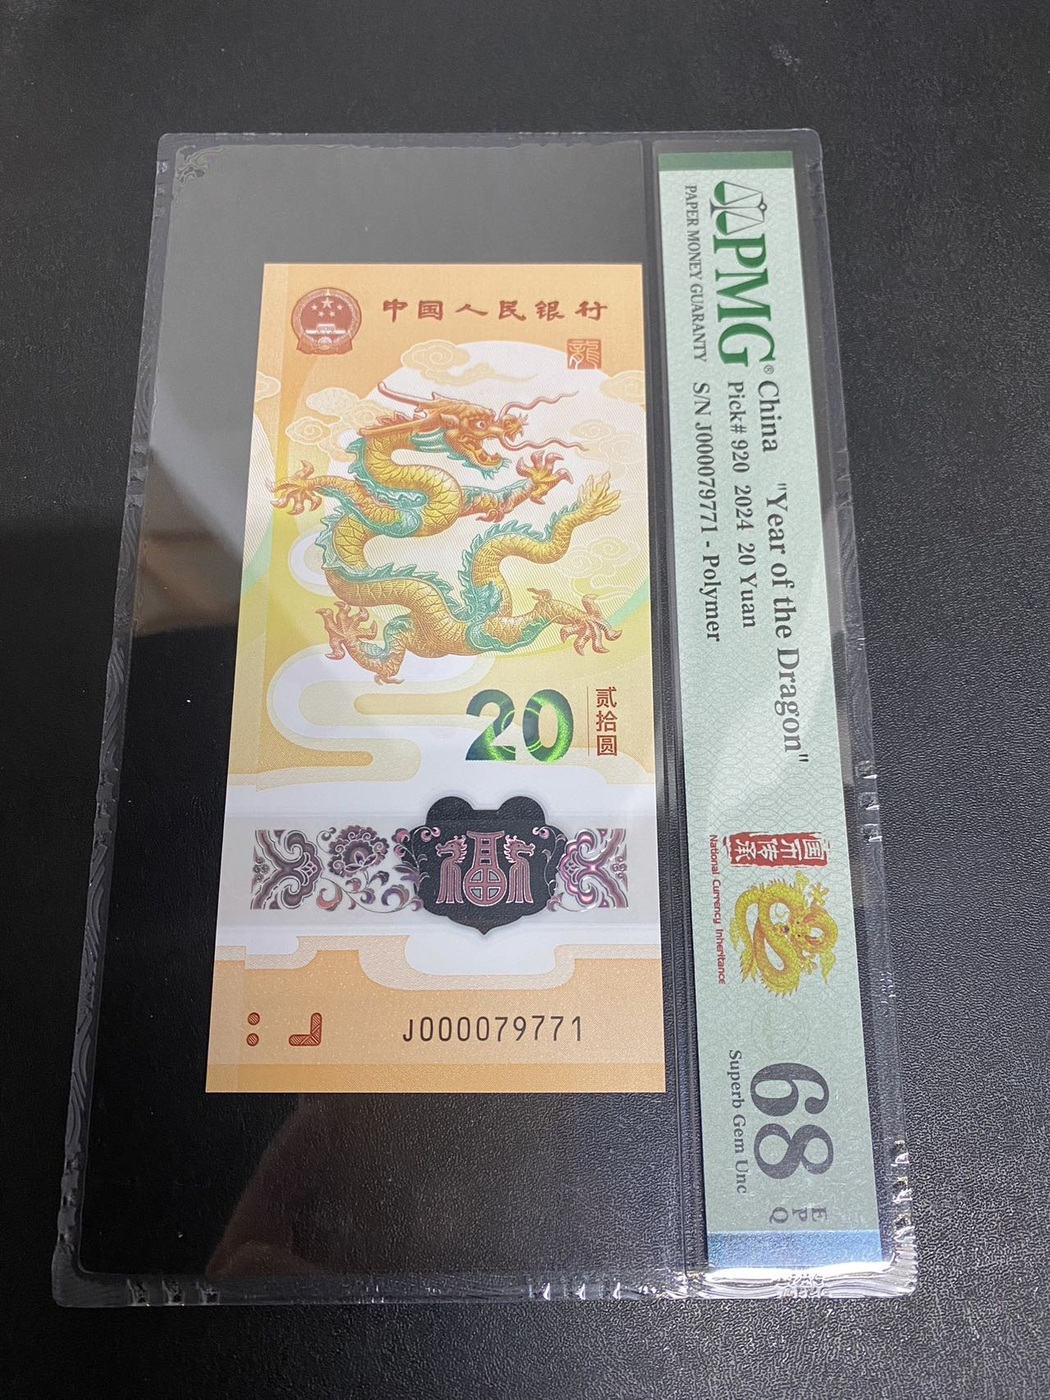 中国人民银行
龍
20
贰拾圆
J000079771
PMG®
PAPER MONEY GUARANTY
China "Year of the Dragon"
Pick# 920 2024 20 Yuan
S/N J000079771 - Polymer
国币传承
National Currency Inheritance
68
EPQ
Superb Gem Unc